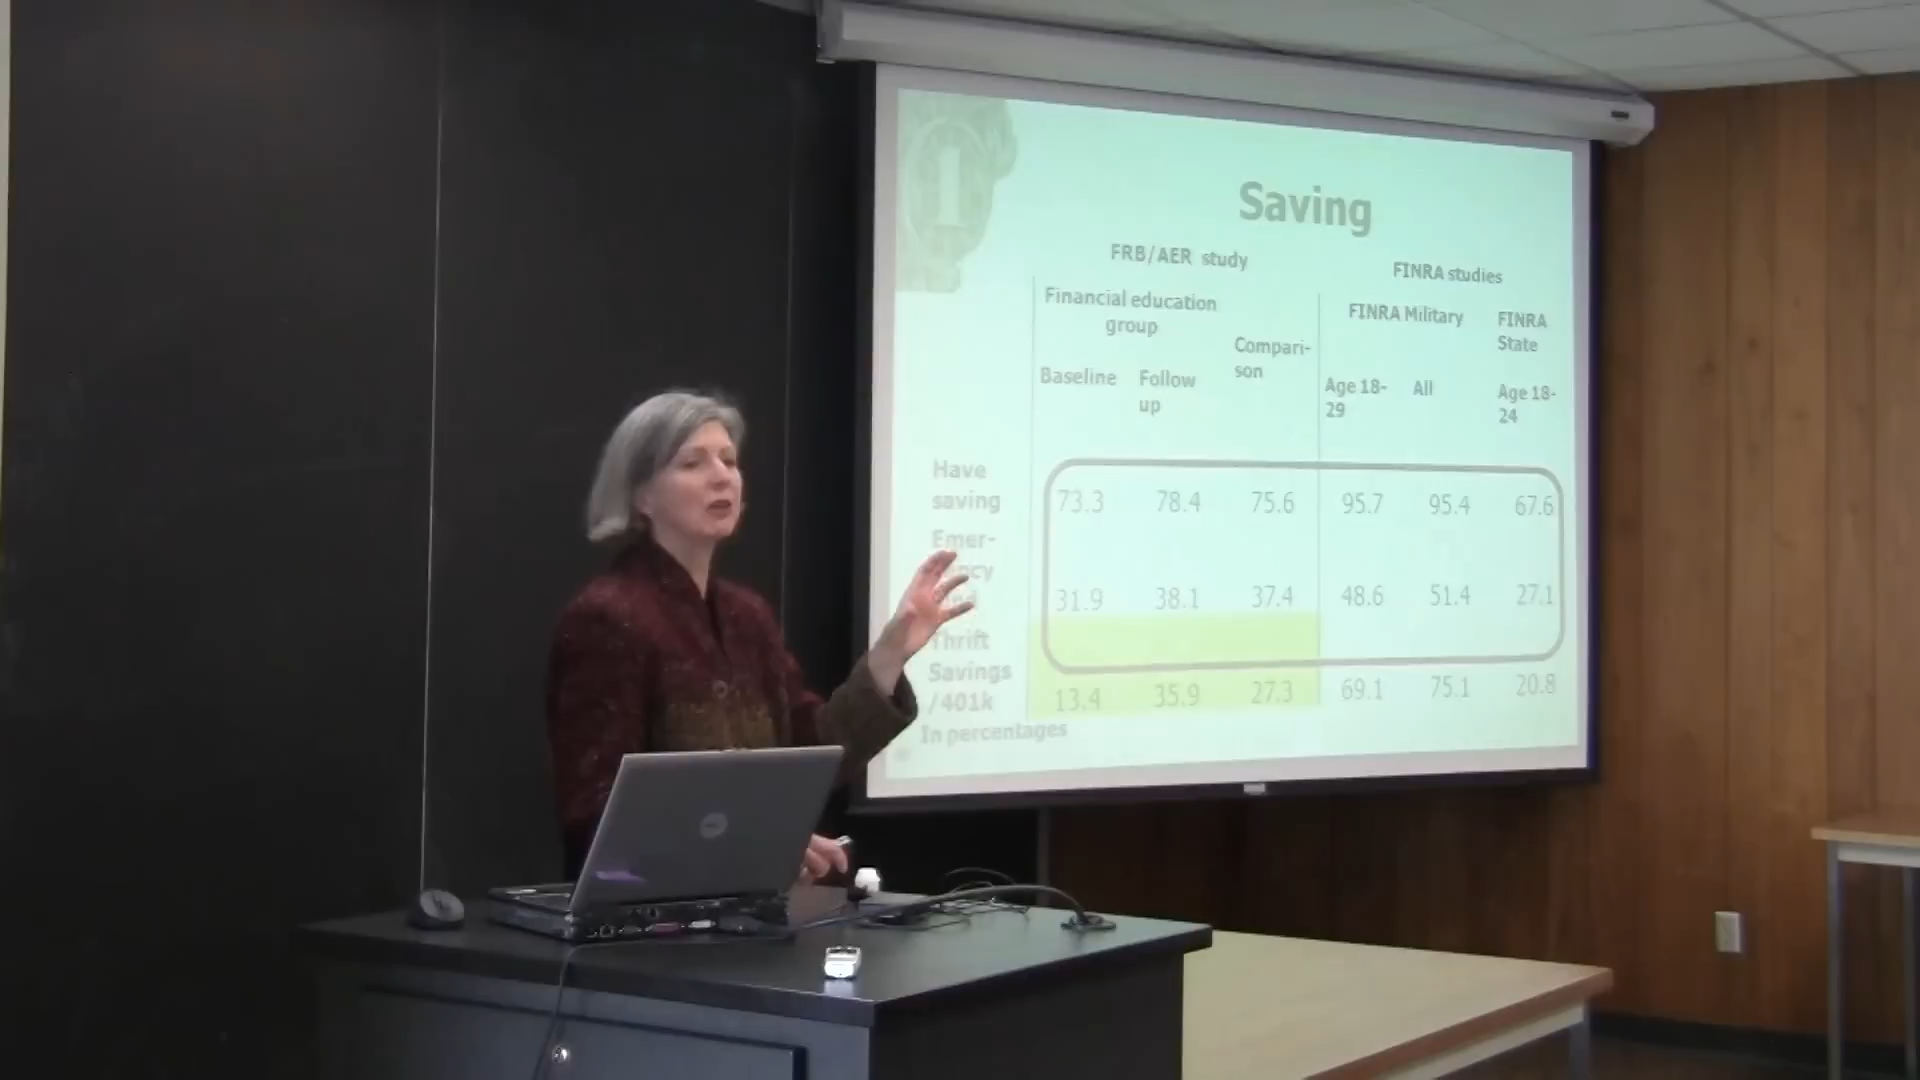 Saving
FRB/AER study
FINRA studies
Financial education
group
FINRA Military
FINRA
State
Compari-
son
Baseline
Follow
up
Age 18-
29
All
Age 18-
24
Have
saving
73.3 78.4 75.6 95.7 95.4 67.6
Emer-
31.9 38.1 37.4 48.6 51.4 27.1
Thrift
Savings
/401k
13.4 35.9 27.3 69.1 75.1 20.8
In percentages